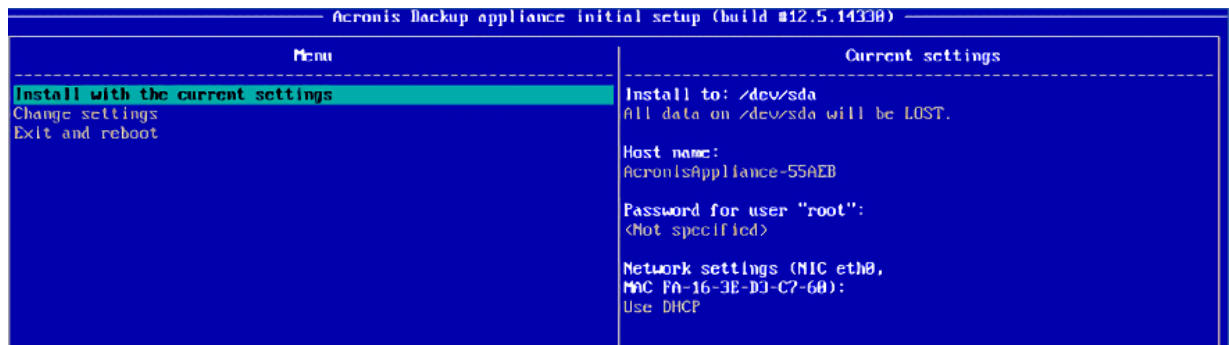 Acronis Backup appliance initial setup (build #12.5.14330)
Menu
Install with the current settings
Change settings
Exit and reboot
Current settings
Install to: /dev/sda
All data on /dev/sda will be LOST.
Host name:
AcronisAppliance-55AEB
Password for user "root":
<Not specified>
Network settings (NIC eth0,
MAC FA-16-3E-D3-C7-60):
Use DHCP